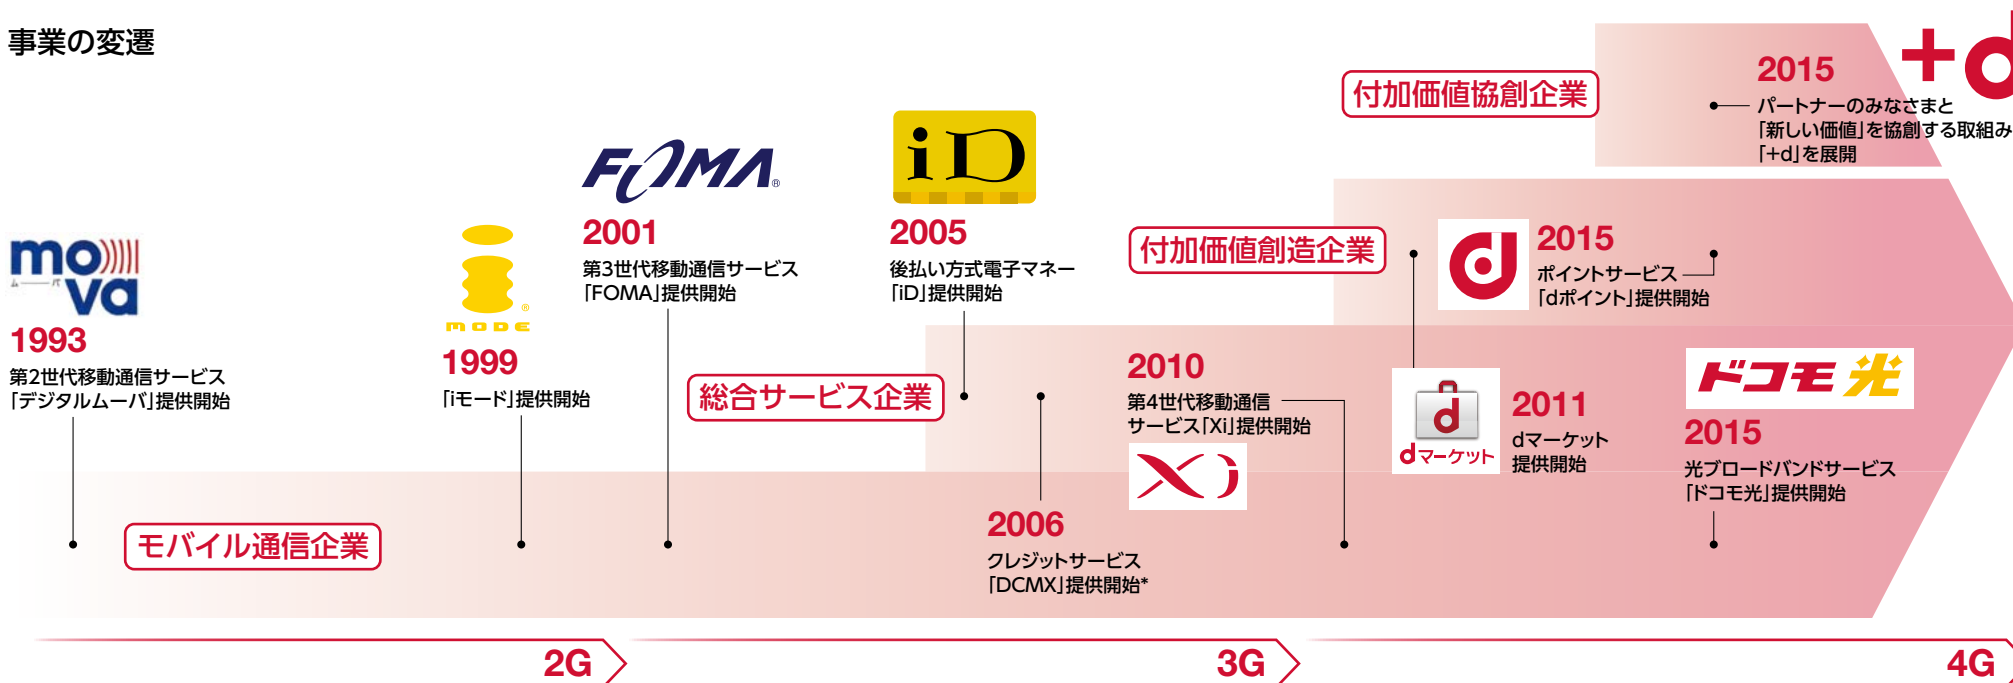 事業の変遷
mova
ムーバ
1993
第2世代移動通信サービス
「デジタルムーバ」提供開始
モバイル通信企業
MODE
1999
「iモード」提供開始
FOMA®
2001
第3世代移動通信サービス
「FOMA」提供開始
総合サービス企業
iD
2005
後払い方式電子マネー
「iD」提供開始
2006
クレジットサービス
「DCMX」提供開始*
付加価値創造企業
2010
第4世代移動通信
サービス「Xi」提供開始
Xi
付加価値協創企業
d
dマーケット
2011
dマーケット
提供開始
d
2015
ポイントサービス
「dポイント」提供開始
ドコモ光
2015
光ブロードバンドサービス
「ドコモ光」提供開始
2015
パートナーのみなさまと
「新しい価値」を協創する取組み
「+d」を展開
+d
2G
3G
4G